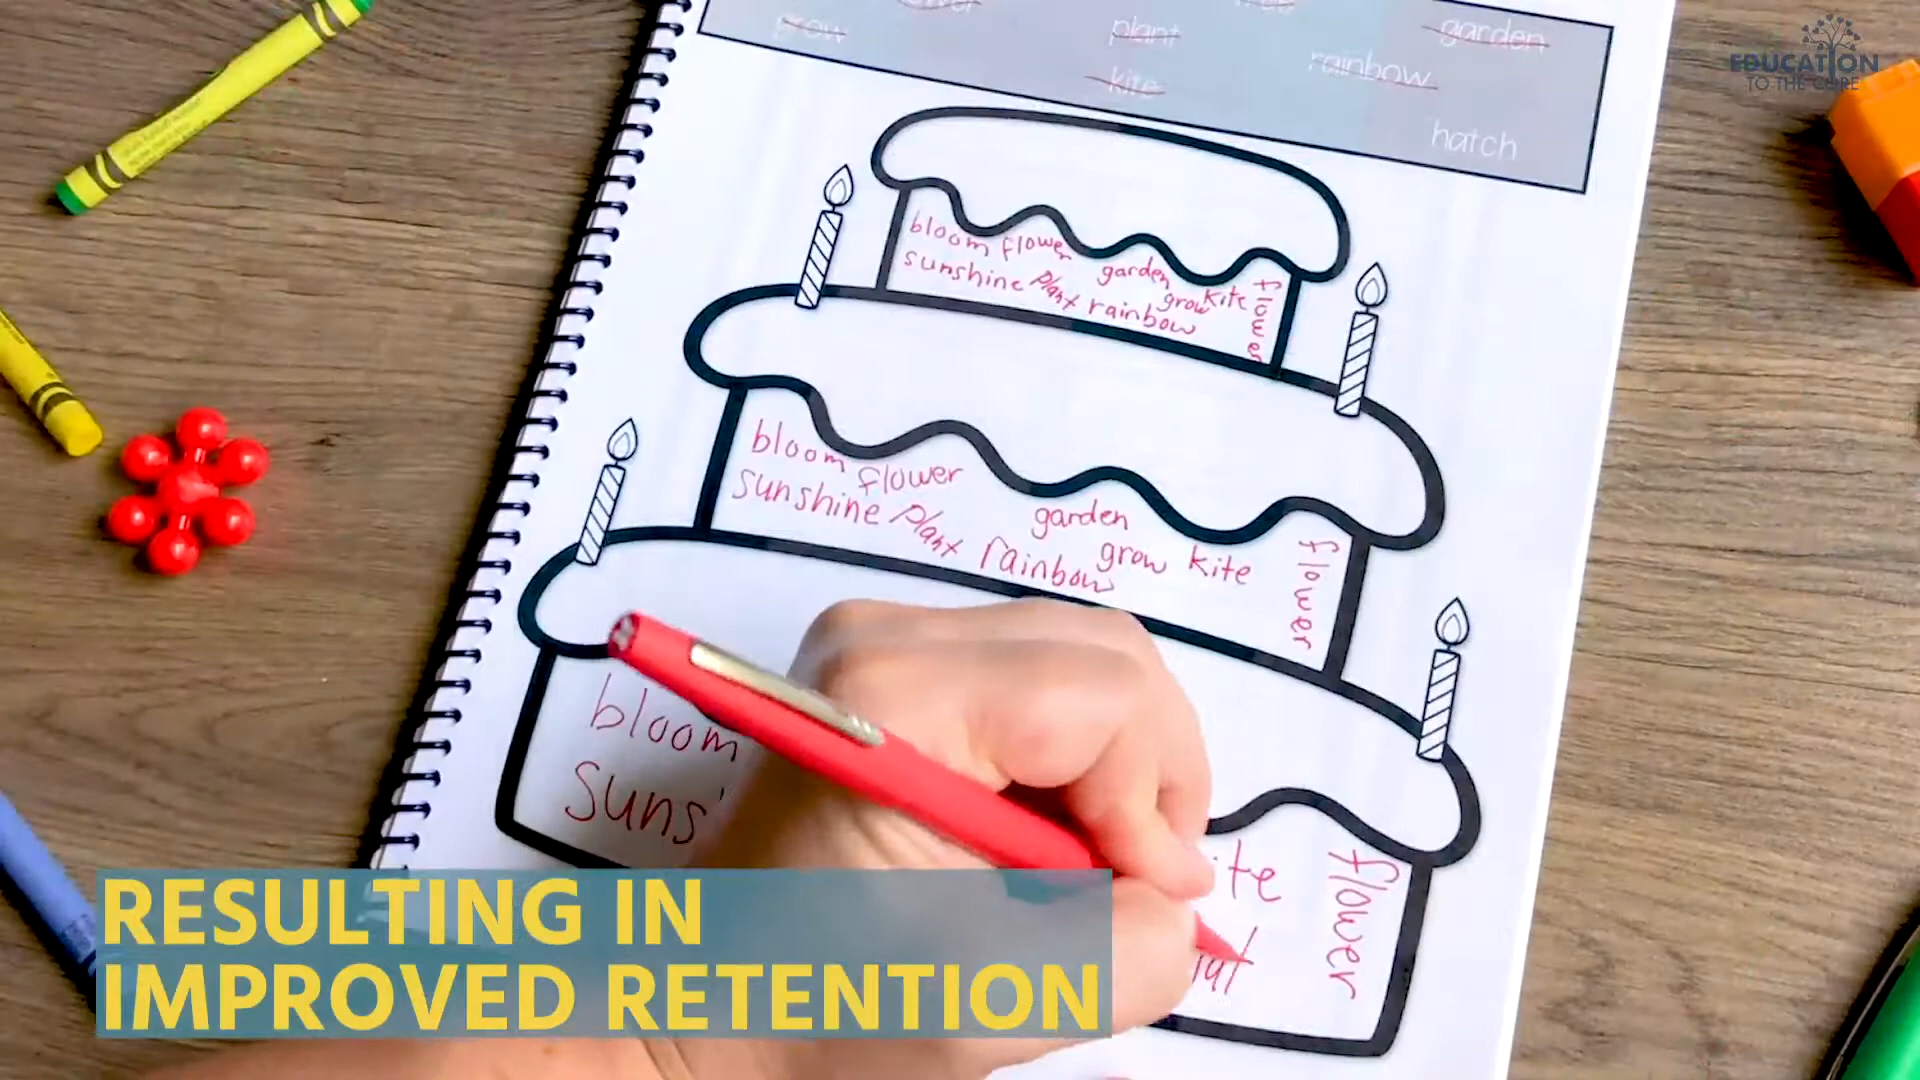 grow
plant
garden
kite
rainbow
hatch
EDUCATION
TO THE CORE
bloom flower
garden
sunshine plant rainbow
grow kite
flower
bloom flower
sunshine plant rainbow
garden
grow kite
flower
bloom
flower
RESULTING IN
IMPROVED RETENTION